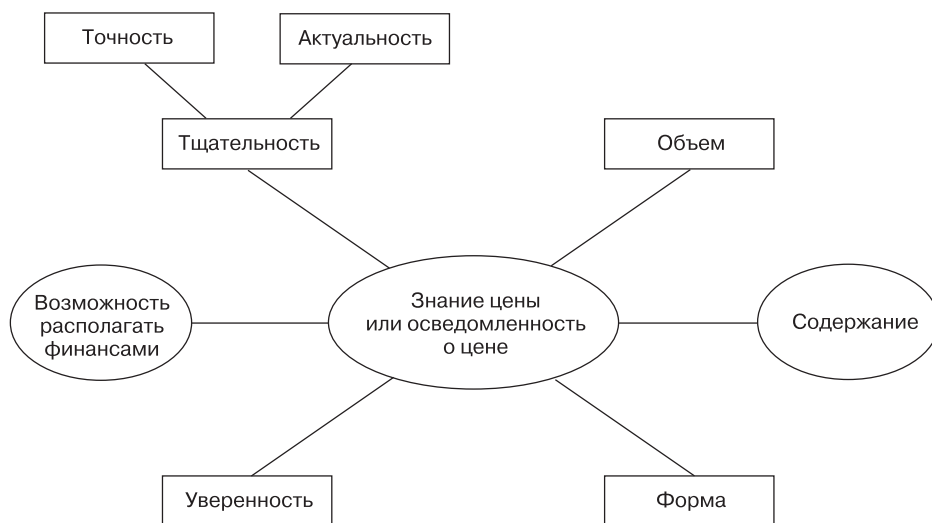 Точность
Актуальность
Тщательность
Объем
Возможность
располагать
финансами
Знание цены
или осведомленность
о цене
Содержание
Уверенность
Форма